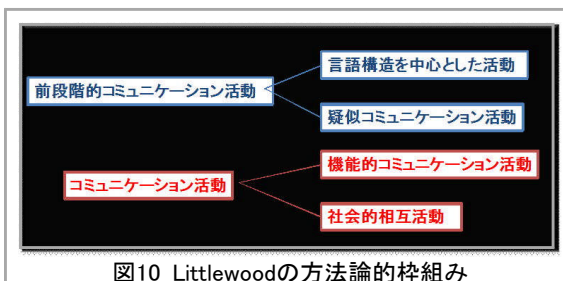 言語構造を中心とした活動
前段階的コミュニケーション活動
疑似コミュニケーション活動
機能的コミュニケーション活動
コミュニケーション活動
社会的相互活動
図10 Littlewoodの方法論的枠組み